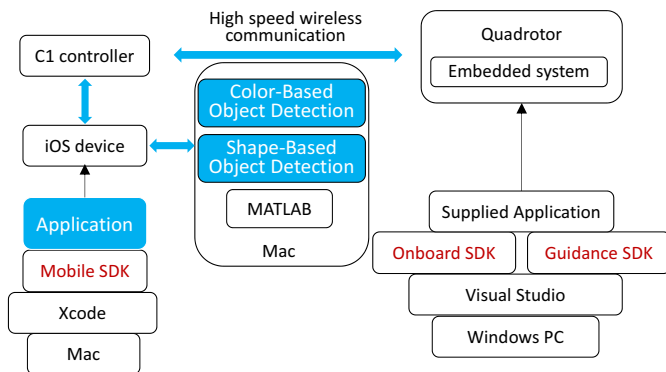 High speed wireless
communication
C1 controller
Quadrotor
Embedded system
Color-Based
Object Detection
iOS device
Shape-Based
Object Detection
MATLAB
Mac
Application
Mobile SDK
Xcode
Mac
Supplied Application
Onboard SDK
Guidance SDK
Visual Studio
Windows PC